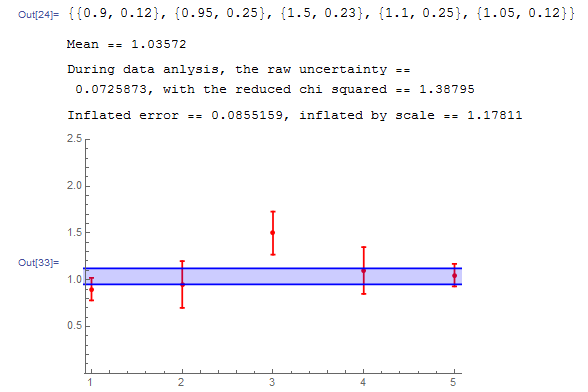 Out[24]= {{0.9, 0.12}, {0.95, 0.25}, {1.5, 0.23}, {1.1, 0.25}, {1.05, 0.12}}
Mean == 1.03572
During data anlysis, the raw uncertainty ==
0.0725873, with the reduced chi squared == 1.38795
Inflated error == 0.0855159, inflated by scale == 1.17811
2.5
2.0
1.5
Out[33]=
1.0
0.5
1 2 3 4 5